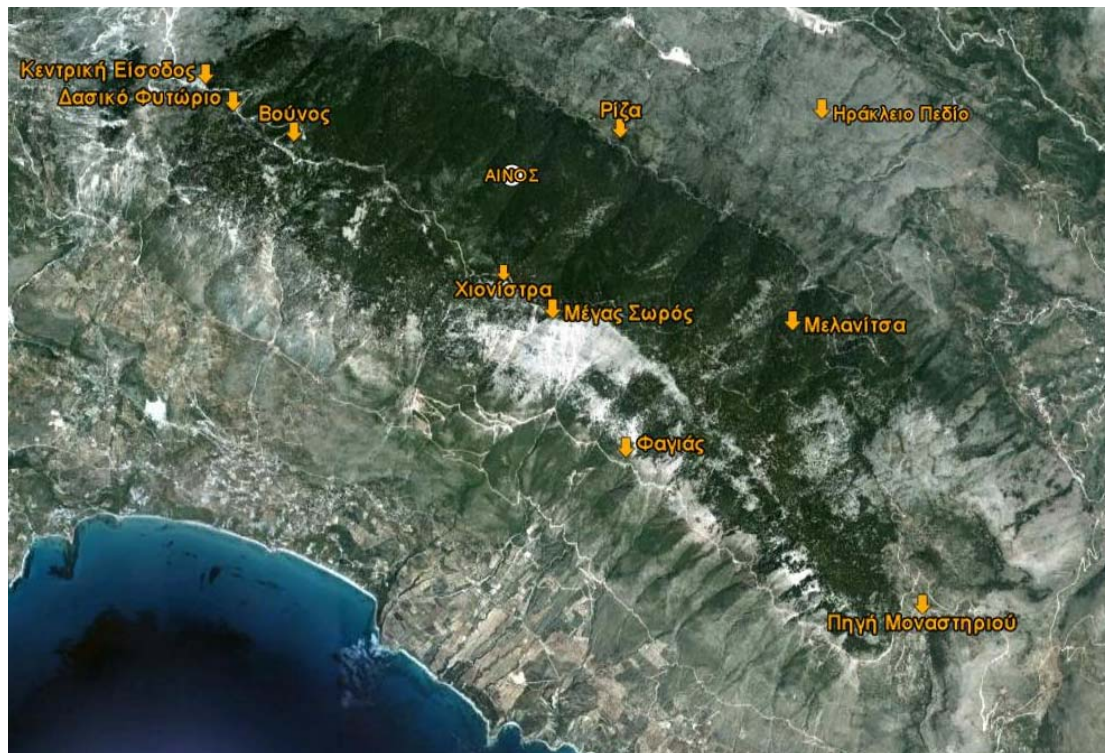 Κεντρική Είσοδος
Δασικό Φυτώριο
Βούνος
Ρίζα
Ηράκλειο Πεδίο
ΑΙΝΟΣ
Χιονίστρα
Μέγας Σωρός
Μελανίτσα
Φαγιάς
Πηγή Μοναστηριού